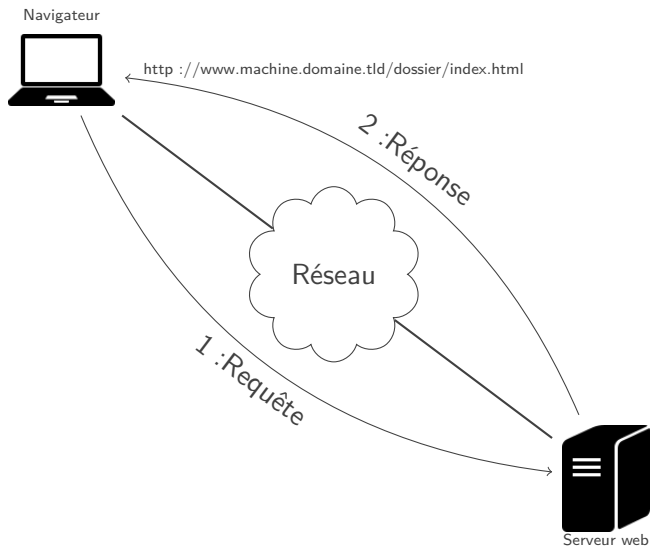 Navigateur
http ://www.machine.domaine.tld/dossier/index.html
2 :Réponse
Réseau
1 :Requête
Serveur web